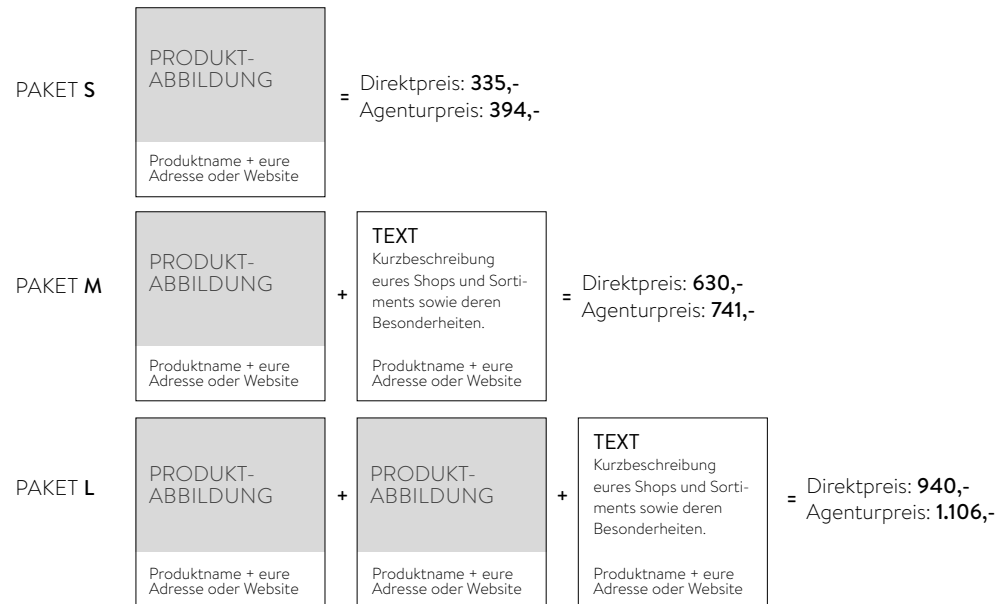 PAKET S
PRODUKT-
ABBILDUNG
Produktname + eure
Adresse oder Website
=
Direktpreis: 335,-
Agenturpreis: 394,-
PAKET M
PRODUKT-
ABBILDUNG
Produktname + eure
Adresse oder Website
+
TEXT
Kurzbeschreibung
eures Shops und Sorti-
ments sowie deren
Besonderheiten.
Produktname + eure
Adresse oder Website
=
Direktpreis: 630,-
Agenturpreis: 741,-
PAKET L
PRODUKT-
ABBILDUNG
Produktname + eure
Adresse oder Website
+
PRODUKT-
ABBILDUNG
Produktname + eure
Adresse oder Website
+
TEXT
Kurzbeschreibung
eures Shops und Sorti-
ments sowie deren
Besonderheiten.
Produktname + eure
Adresse oder Website
=
Direktpreis: 940,-
Agenturpreis: 1.106,-